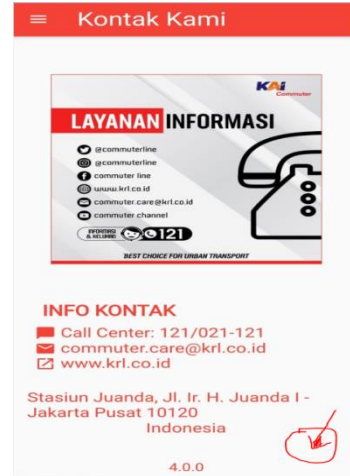 Kontak Kami
KAI
Commuter
LAYANAN INFORMASI
@commuterline
@commuterline
commuter line
www.krl.co.id
commuter.care@krl.co.id
commuter channel
INFORMASI
& KELUHAN
121
BEST CHOICE FOR URBAN TRANSPORT
INFO KONTAK
Call Center: 121/021-121
commuter.care@krl.co.id
www.krl.co.id
Stasiun Juanda, Jl. Ir. H. Juanda I -
Jakarta Pusat 10120
Indonesia
4.0.0